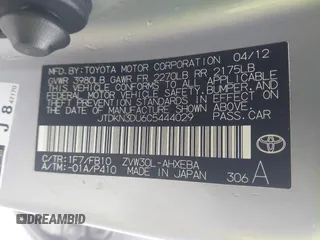 MFD.BY:TOYOTA MOTOR CORPORATION 04/12
GVWR 3980LB GAWR FR 2270LB RR 2175LB
THIS VEHICLE CONFORMS TO ALL APPLICABLE
FEDERAL MOTOR VEHICLE SAFETY, BUMPER, AND
THEFT PREVENTION STANDARDS IN EFFECT ON
THE DATE OF MANUFACTURE SHOWN ABOVE.
JTDKN3DU6C5444029 PASS.CAR
C/TR:1F7/FB10 ZVW30L-AHXEBA
A/TM:-01A/P410 MADE IN JAPAN 306 A
TOYOTA
J 8
DREAMBID